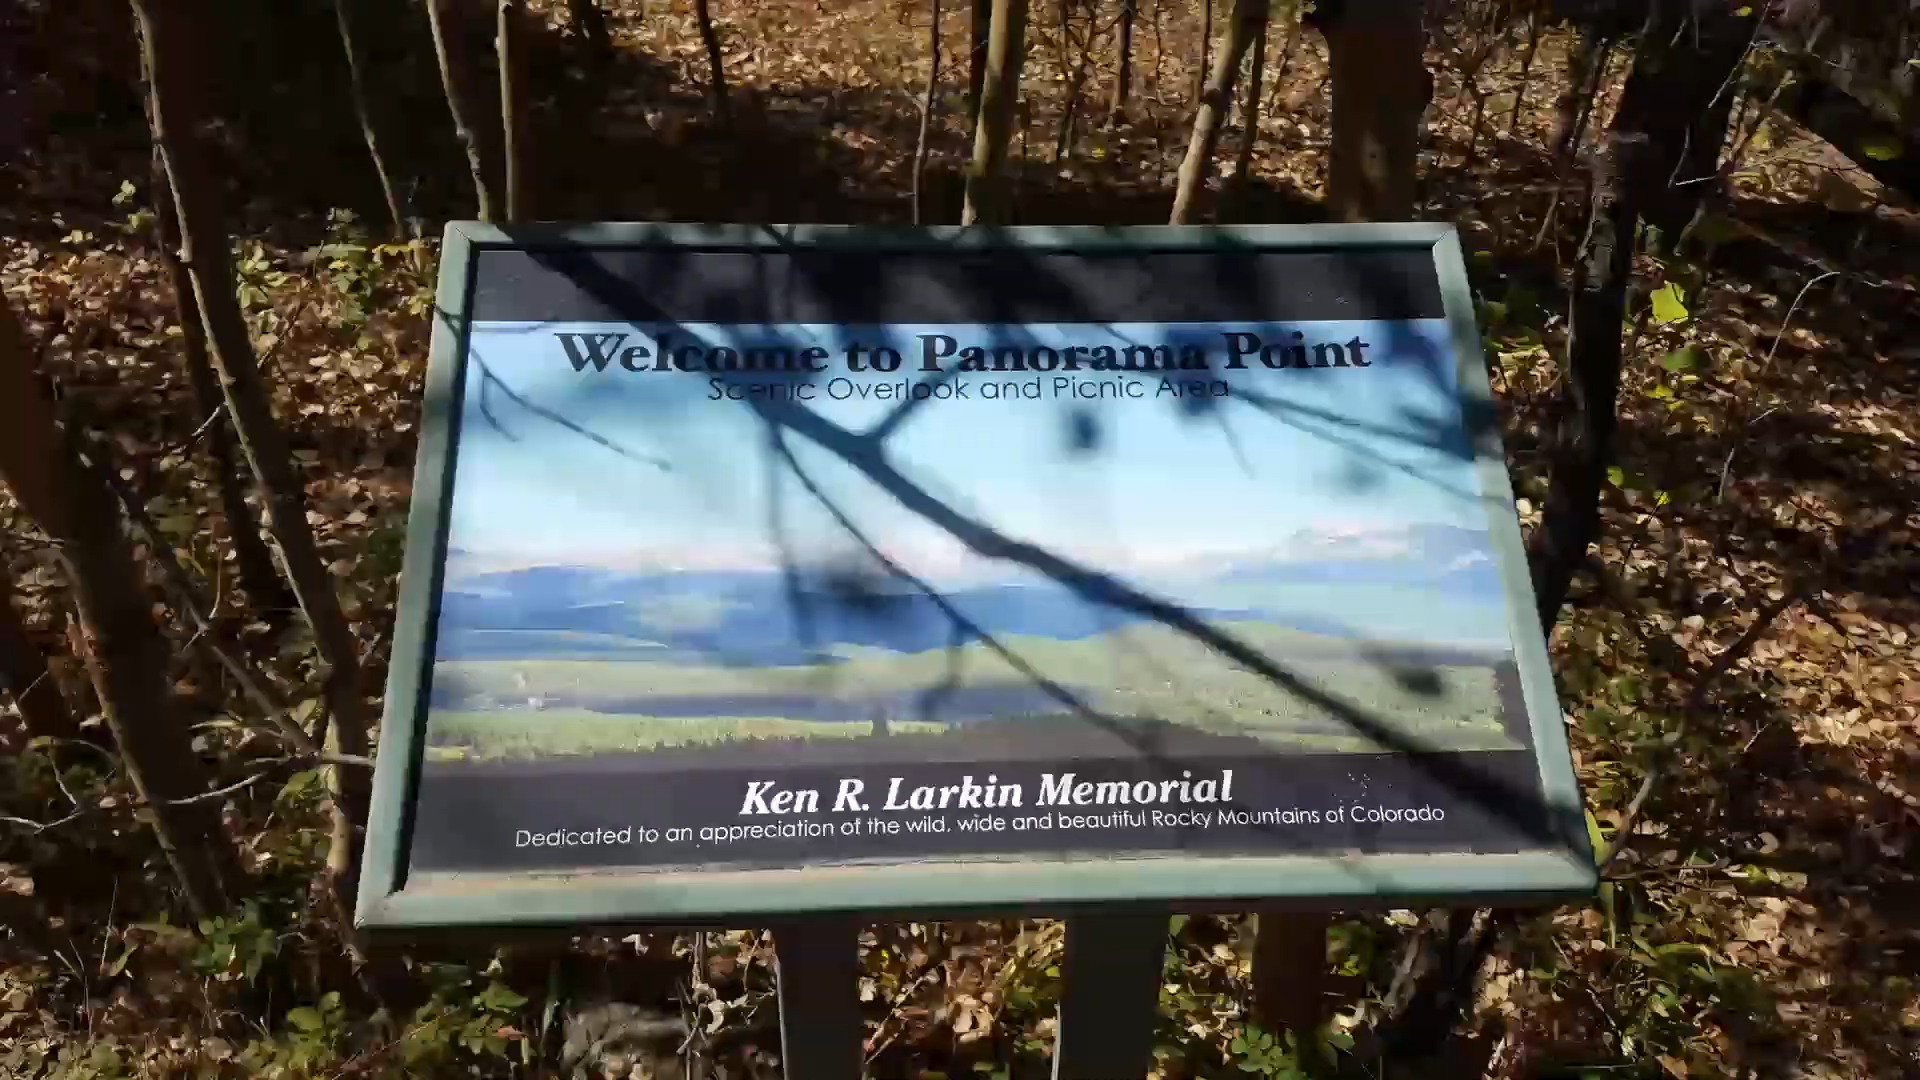 Welcome to Panorama Point
Scenic Overlook and Picnic Area
Ken R. Larkin Memorial
Dedicated to an appreciation of the wild, wide and beautiful Rocky Mountains of Colorado